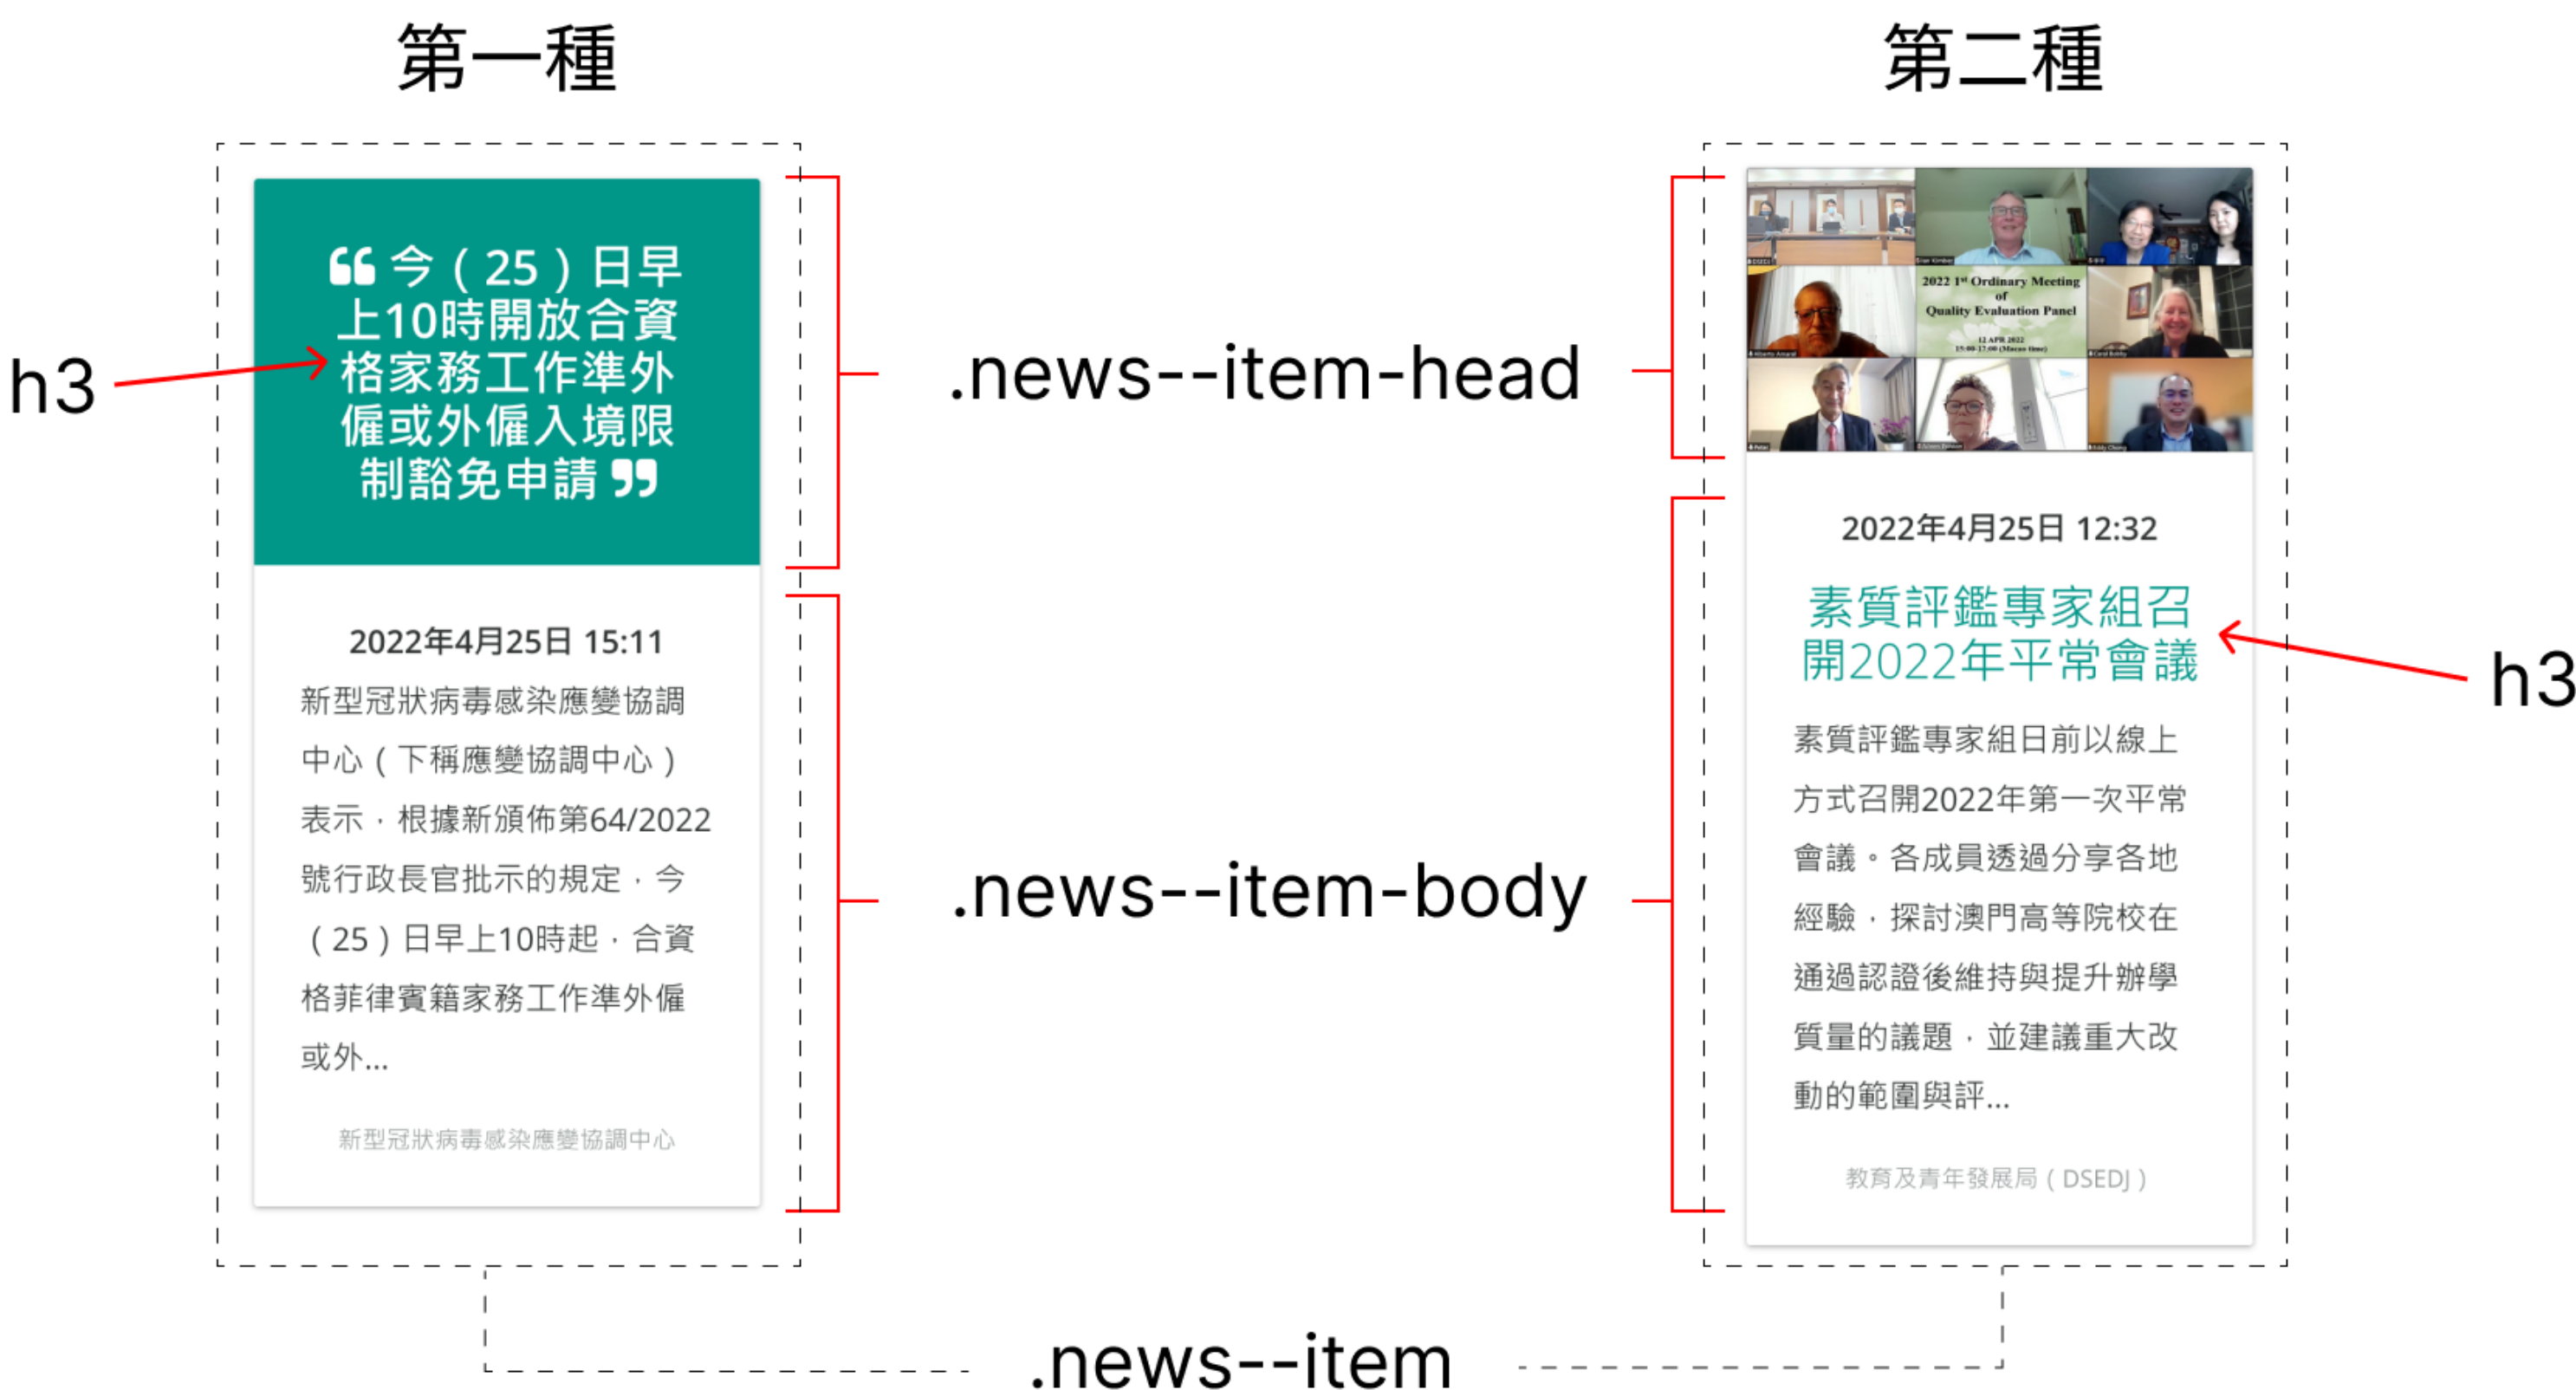 第一種
第二種
h3
今（25）日早
上10時開放合資
格家務工作準外
僱或外僱入境限
制豁免申請
2022年4月25日 15:11
新型冠狀病毒感染應變協調
中心（下稱應變協調中心）
表示，根據新頒佈第64/2022
號行政長官批示的規定，今
（25）日早上10時起，合資
格菲律賓籍家務工作準外僱
或外...
新型冠狀病毒感染應變協調中心
.news--item-head
.news--item-body
.news--item
2022 1st Ordinary Meeting
of
Quality Evaluation Panel
12 APR 2022
15:00-17:00 (Macao time)
2022年4月25日 12:32
素質評鑑專家組召
開2022年平常會議
h3
素質評鑑專家組日前以線上
方式召開2022年第一次平常
會議。各成員透過分享各地
經驗，探討澳門高等院校在
通過認證後維持與提升辦學
質量的議題，並建議重大改
動的範圍與評...
教育及青年發展局（DSEDJ）